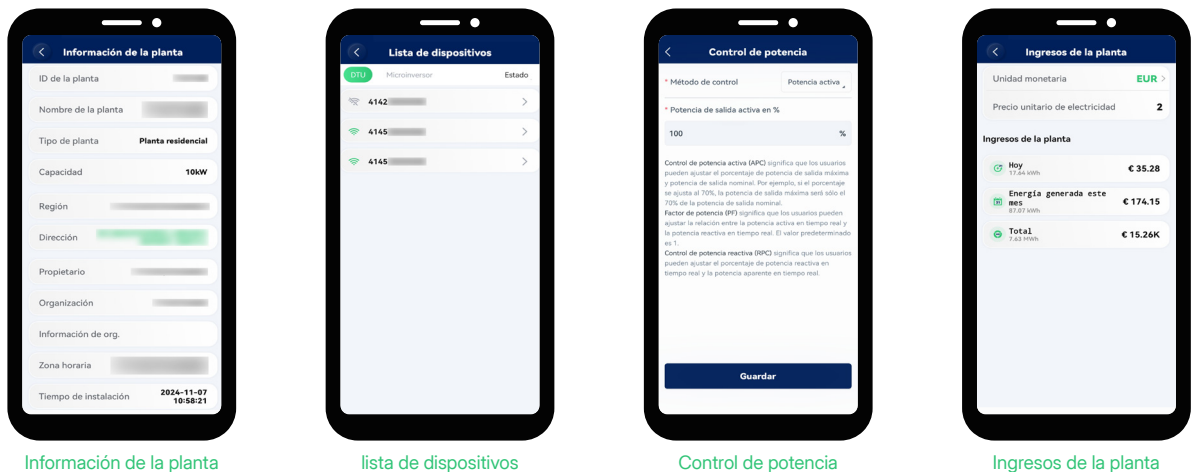 Información de la planta
ID de la planta
Nombre de la planta
Tipo de planta Planta residencial
Capacidad 10kW
Región
Dirección
Propietario
Organización
Información de org.
Zona horaria
Tiempo de instalación 2024-11-07
10:58:21
Información de la planta
Lista de dispositivos
DTU Microinversor Estado
4142
4145
4145
lista de dispositivos
Control de potencia
* Método de control Potencia activa
* Potencia de salida activa en %
100 %
Control de potencia activa (APC) significa que los usuarios
pueden ajustar el porcentaje de potencia de salida máxima
y potencia de salida nominal. Por ejemplo, si el porcentaje
se ajusta al 70%, la potencia de salida máxima será sólo el
70% de la potencia de salida nominal.
Factor de potencia (PF) significa que los usuarios pueden
ajustar la relación entre la potencia activa en tiempo real y
la potencia reactiva en tiempo real. El valor predeterminado
es 1.
Control de potencia reactiva (RPC) significa que los usuarios
pueden ajustar el porcentaje de potencia reactiva en
tiempo real y la potencia aparente en tiempo real.
Guardar
Control de potencia
Ingresos de la planta
Unidad monetaria EUR
Precio unitario de electricidad 2
Ingresos de la planta
Hoy
17.64 kWh
€ 35.28
Energía generada este
mes
87.07 kWh
€ 174.15
Total
7.63 MWh
€ 15.26K
Ingresos de la planta